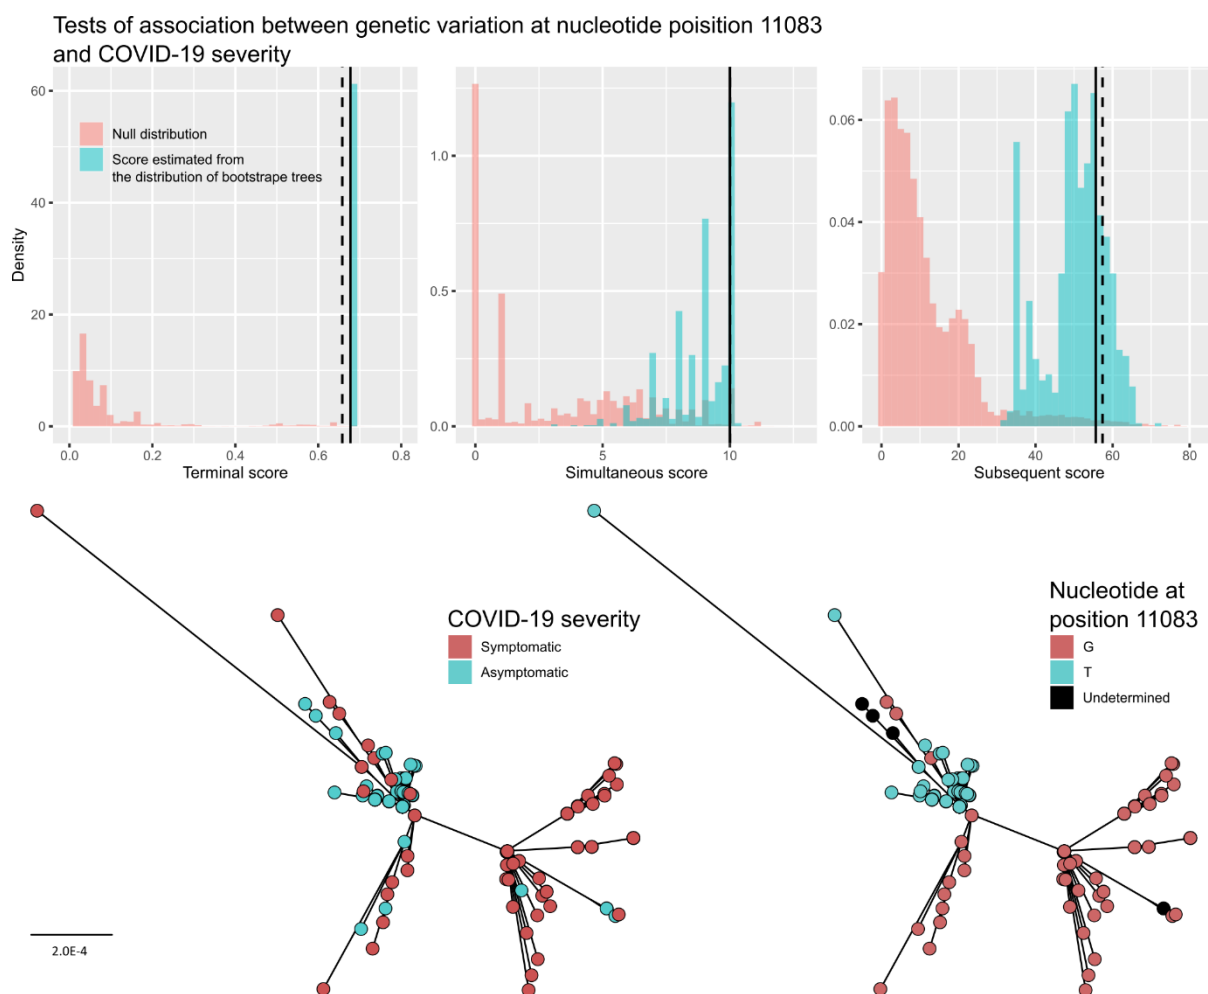 Tests of association between genetic variation at nucleotide poisition 11083
and COVID-19 severity
Density
60
40
20
0
Null distribution
Score estimated from
the distribution of bootstrape trees
0.0 0.2 0.4 0.6 0.8
Terminal score
1.0
0.5
0.0
0 5 10
Simultaneous score
0.06
0.04
0.02
0.00
0 20 40 60 80
Subsequent score
COVID-19 severity
Symptomatic
Asymptomatic
Nucleotide at
position 11083
G
T
Undetermined
2.0E-4